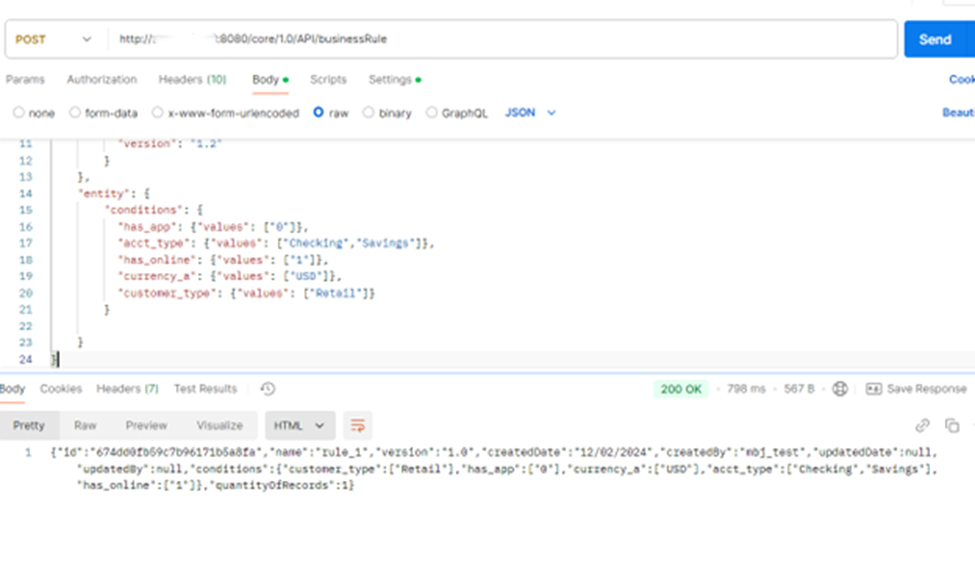 POST http:// :8080/core/1.0/API/businessRule Send
Params Authorization Headers (10) Body Scripts Settings
none form-data x-www-form-urlencoded raw binary GraphQL JSON
11 "version": "1.2"
12 }
13 },
14 "entity": {
15 "conditions": {
16 "has_app": {"values": ["0"]},
17 "acct_type": {"values": ["Checking","Savings"]},
18 "has_online": {"values": ["1"]},
19 "currency_a": {"values": ["USD"]},
20 "customer_type": {"values": ["Retail"]}
21 }
22
23 }
24 }
Body Cookies Headers (7) Test Results 200 OK 798 ms 567 B Save Response
Pretty Raw Preview Visualize HTML
1 {"id":"674dd0fb59c7b96171b5a8fa","name":"rule_1","version":"1.0","createdDate":"12/02/2024","createdBy":"mbj_test","updatedDate":null,
"updatedBy":null,"conditions":{"customer_type":["Retail"],"has_app":["0"],"currency_a":["USD"],"acct_type":["Checking","Savings"],
"has_online":["1"]},"quantityOfRecords":1}